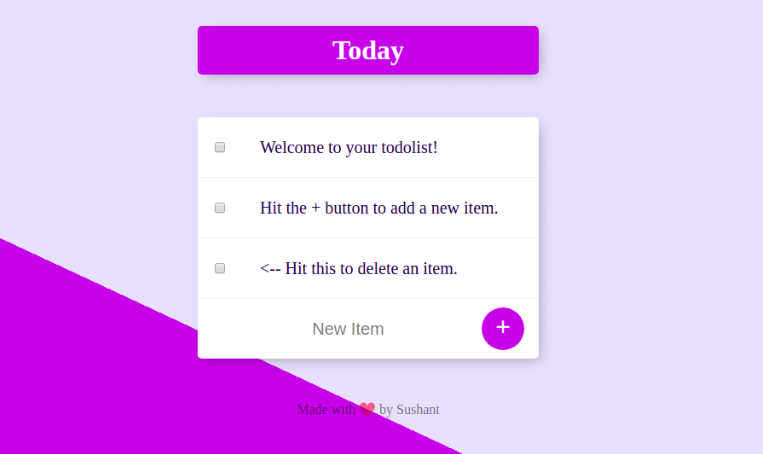 Today
Welcome to your todolist!
Hit the + button to add a new item.
<-- Hit this to delete an item.
New Item
+
Made with ❤ by Sushant